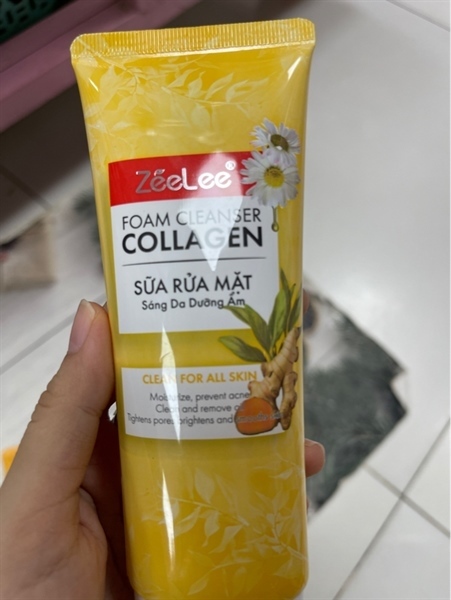 ZéeLee®
FOAM CLEANSER
COLLAGEN
SỮA RỬA MẶT
Sáng Da Dưỡng Ẩm
CLEAN FOR ALL SKIN
Moisturize, prevent acne
Clean and remove
Tightens pores brightens and